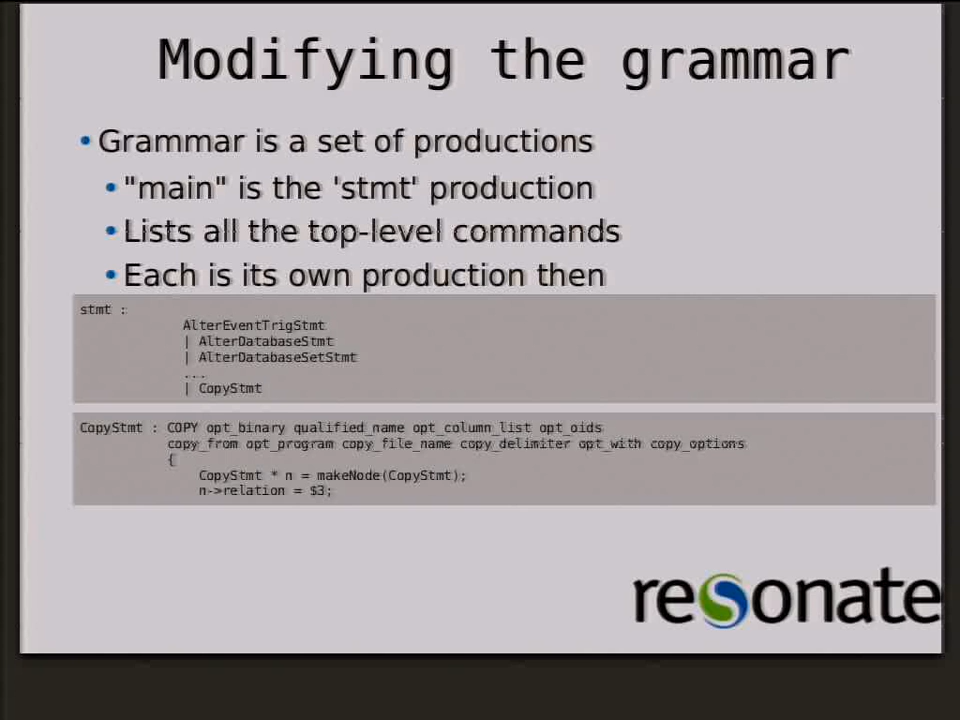 Modifying the grammar
• Grammar is a set of productions
• "main" is the 'stmt' production
• Lists all the top-level commands
• Each is its own production then
stmt :
AlterEventTrigStmt
| AlterDatabaseStmt
| AlterDatabaseSetStmt
...
| CopyStmt
CopyStmt : COPY opt_binary qualified_name opt_column_list opt_oids
copy_from opt_program copy_file_name copy_delimiter opt_with copy_options
{
CopyStmt * n = makeNode(CopyStmt);
n->relation = $3;
resonate